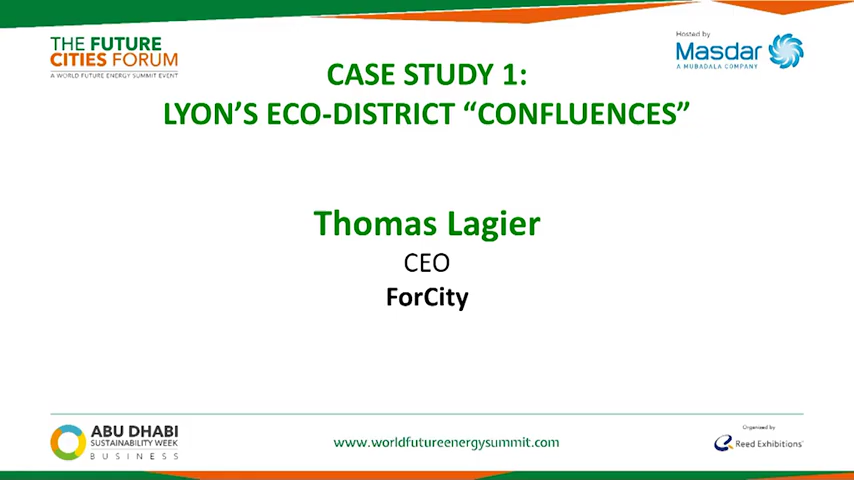 THE FUTURE
CITIES FORUM
A WORLD FUTURE ENERGY SUMMIT EVENT
Hosted by
Masdar
A MUBADALA COMPANY
CASE STUDY 1:
LYON'S ECO-DISTRICT “CONFLUENCES”
Thomas Lagier
CEO
ForCity
ABU DHABI
SUSTAINABILITY WEEK
BUSINESS
www.worldfutureenergysummit.com
Organised by
Reed Exhibitions